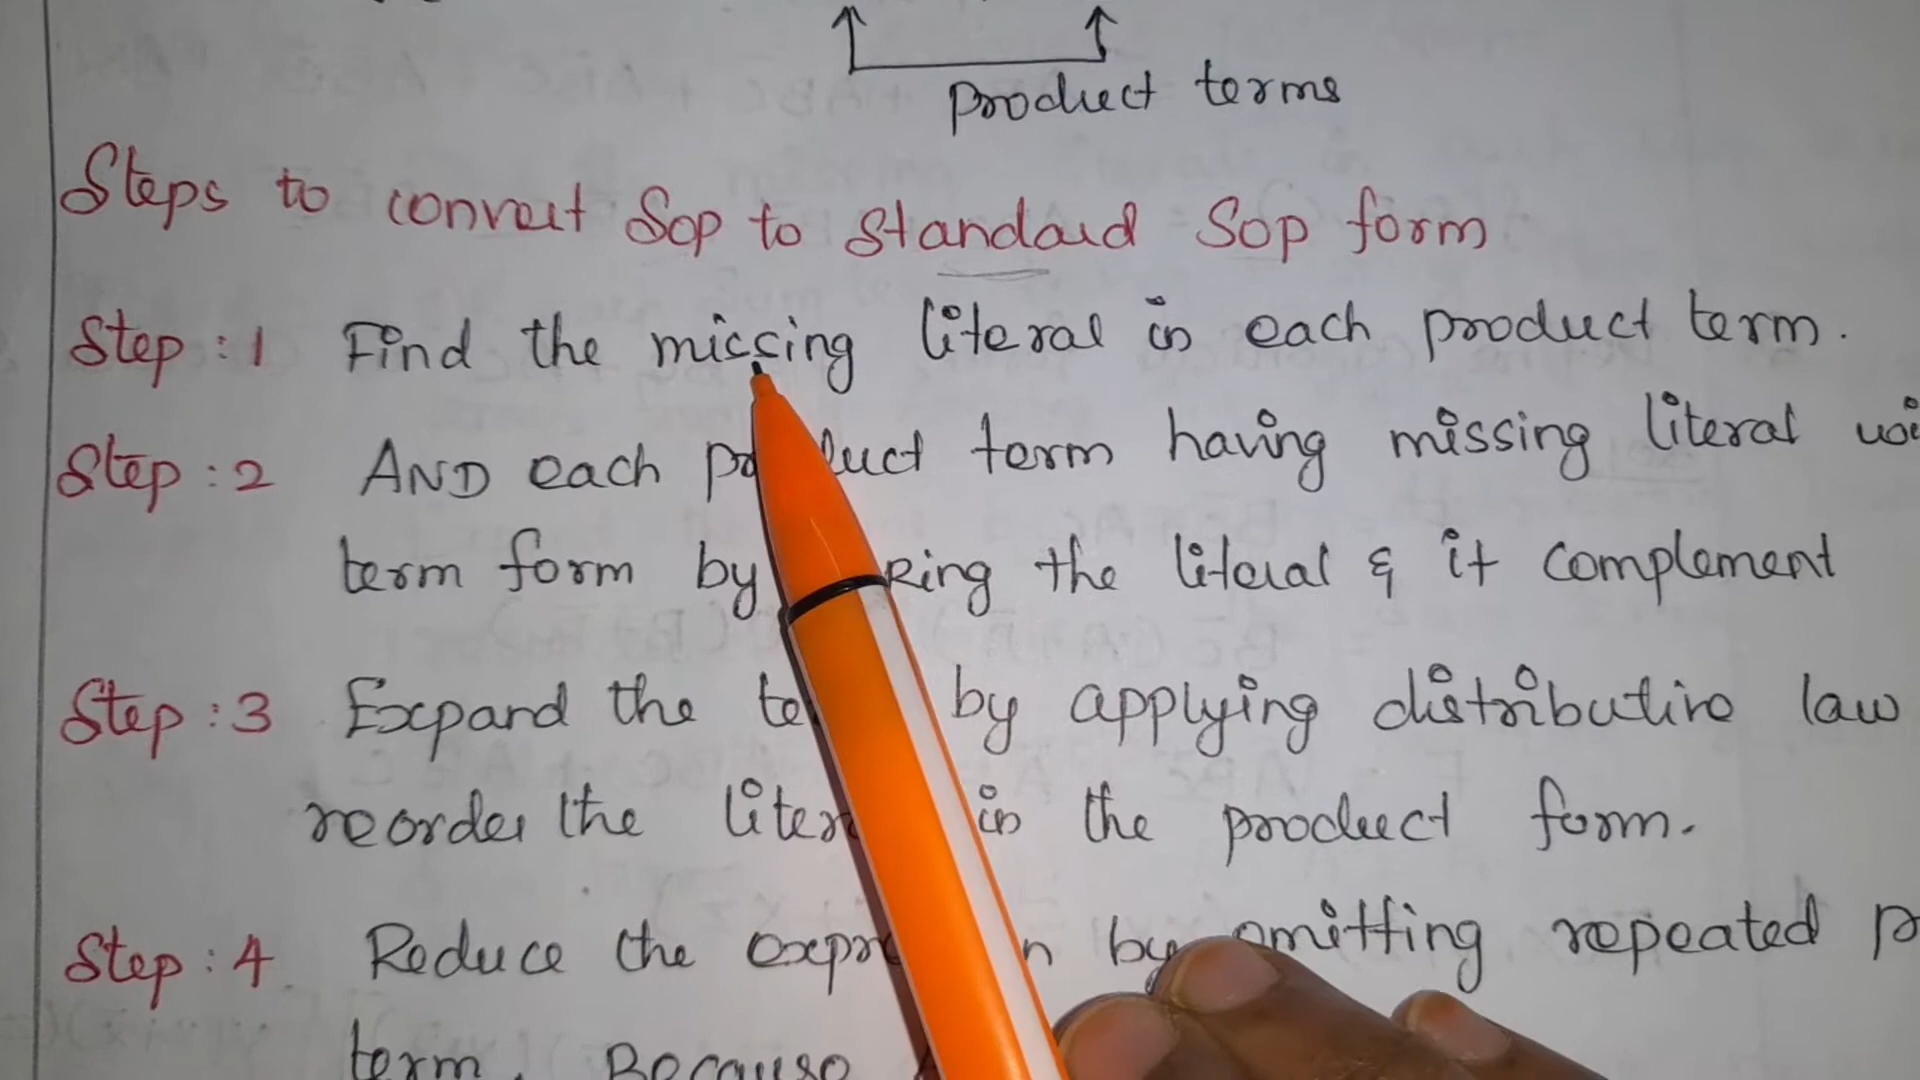 product terms
Steps to convert Sop to standard Sop form
Step : 1 Find the missing literal in each product term.
Step : 2 AND each product term having missing literal
term form by the literal & it complement
Step : 3 Expand the by applying distributive law
reorder the in the product form.
Step : 4 Reduce the by omitting repeated
term. Because